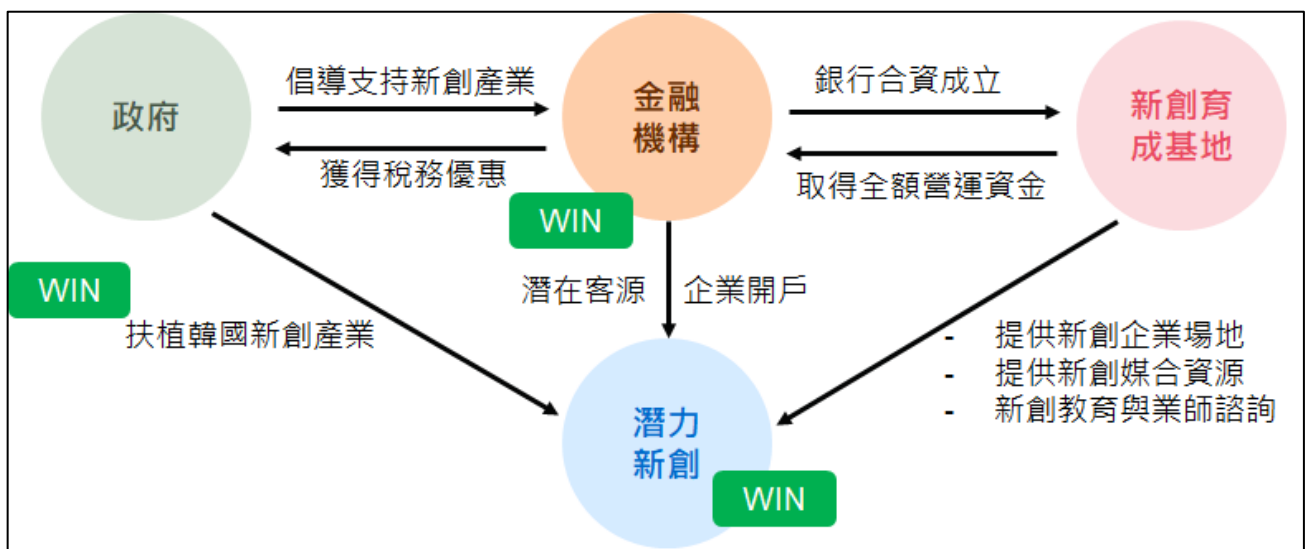 政府
倡導支持新創產業
獲得稅務優惠
金融
機構
銀行合資成立
取得全額營運資金
新創育
成基地
WIN
WIN
潛在客源
企業開戶
扶植韓國新創產業
- 提供新創企業場地
- 提供新創媒合資源
- 新創教育與業師諮詢
潛力
新創
WIN